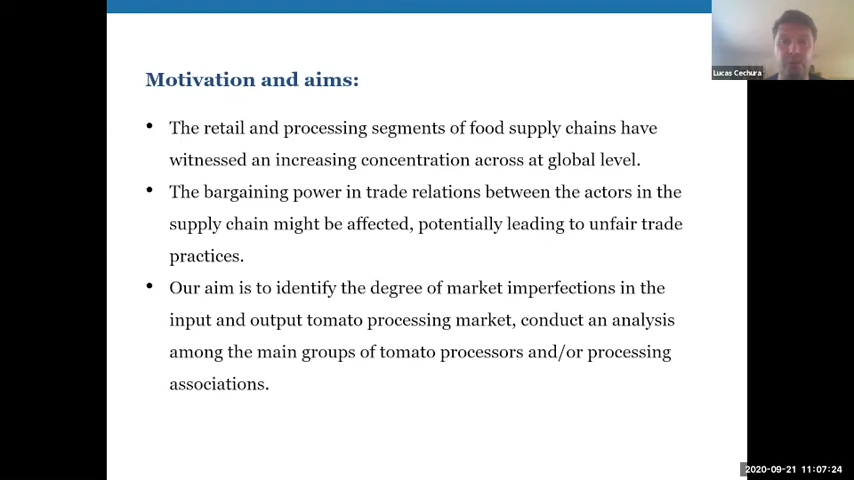 Motivation and aims:
Lucas Cechura
• The retail and processing segments of food supply chains have
witnessed an increasing concentration across at global level.
• The bargaining power in trade relations between the actors in the
supply chain might be affected, potentially leading to unfair trade
practices.
• Our aim is to identify the degree of market imperfections in the
input and output tomato processing market, conduct an analysis
among the main groups of tomato processors and/or processing
associations.
2020-09-21 11:07:24